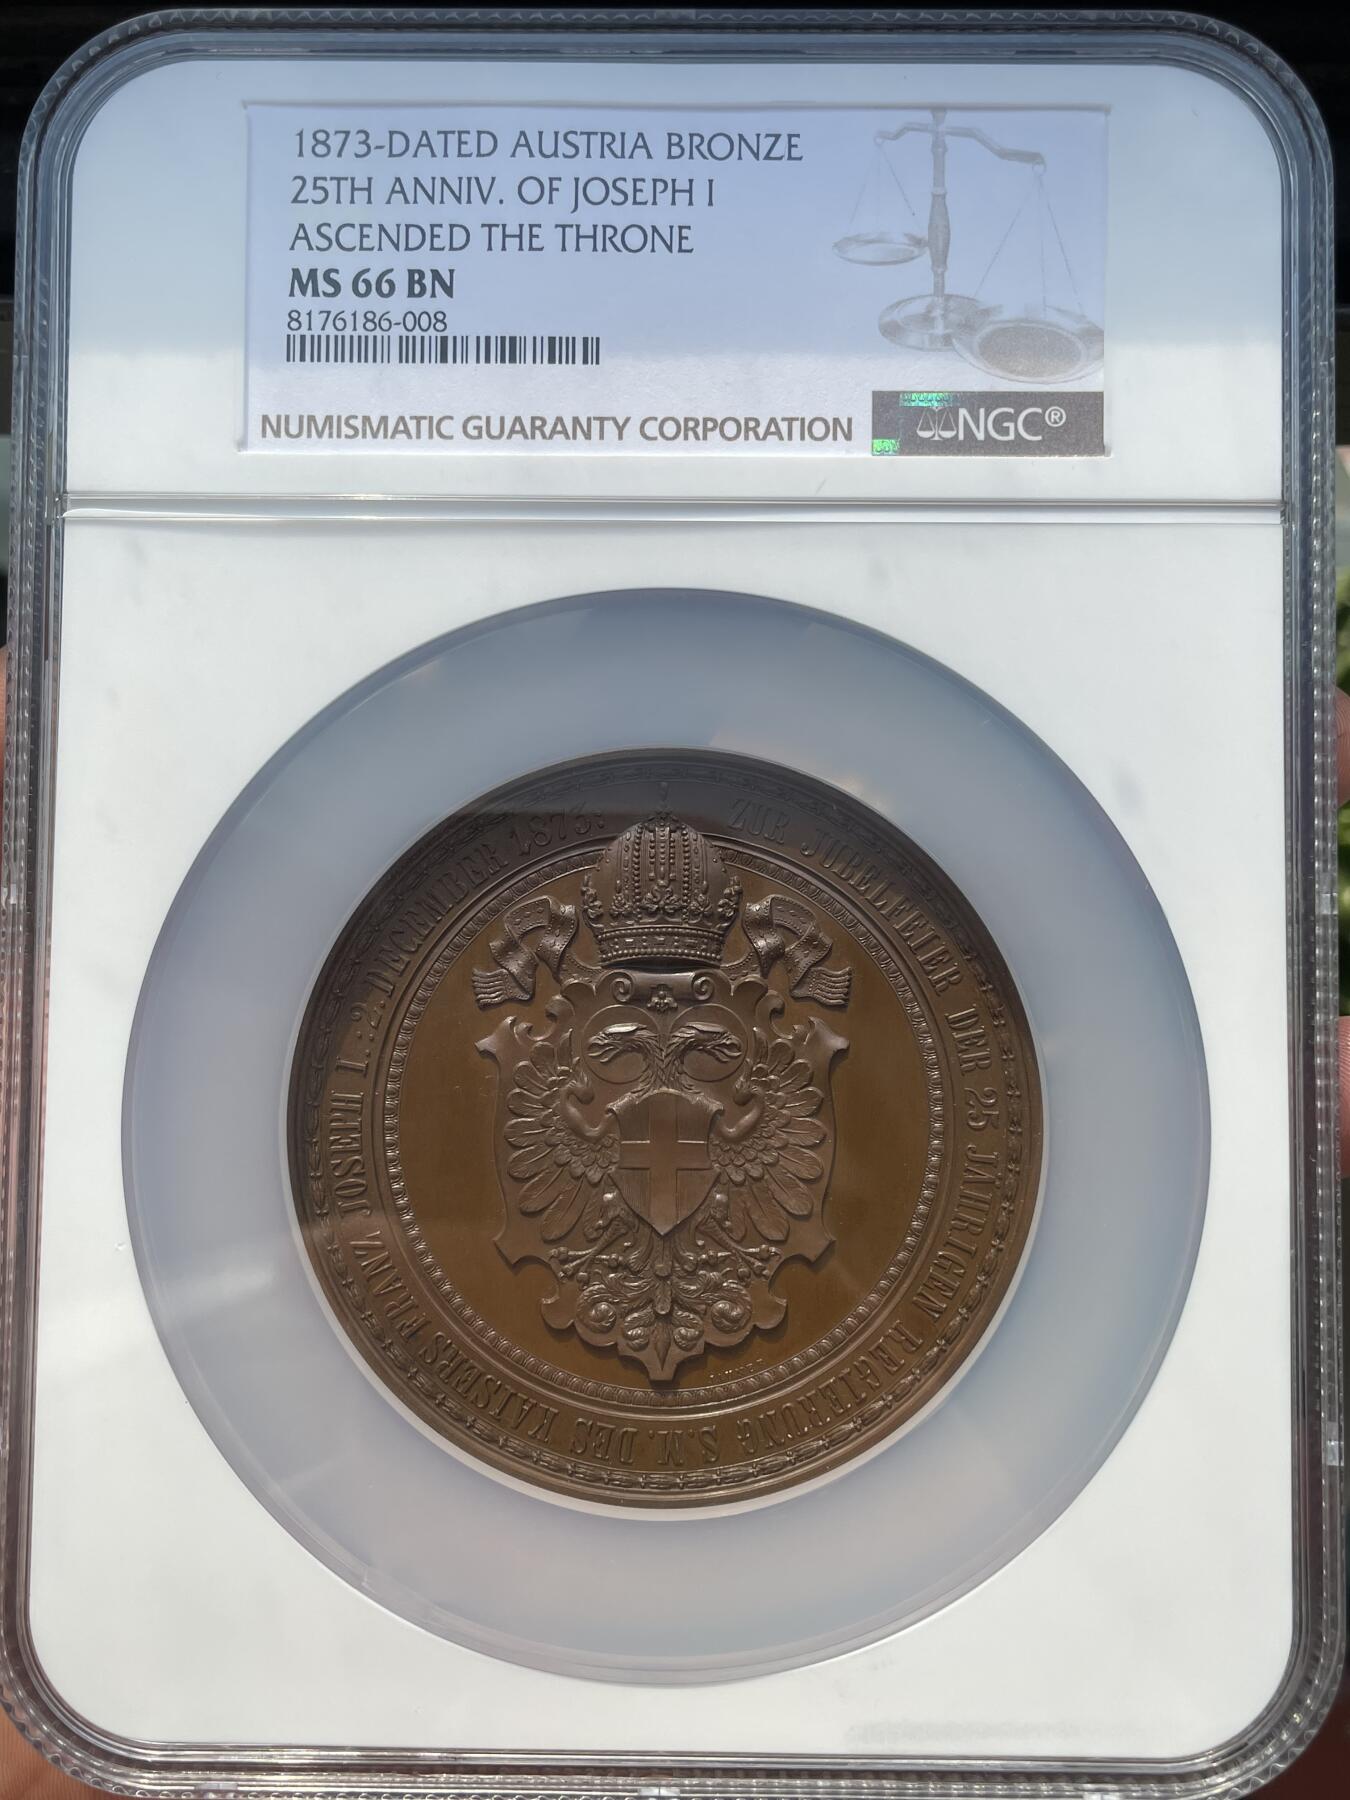 1873-DATED AUSTRIA BRONZE
25TH ANNIV. OF JOSEPH I
ASCENDED THE THRONE
MS 66 BN
8176186-008
NUMISMATIC GUARANTY CORPORATION
NGC®
ZUR JUBELFEIER DER 25 JÄHRIGEN REGIERUNG S.M. DES KAISERS FRANZ JOSEPH I.:2.DECEMBER 1873: